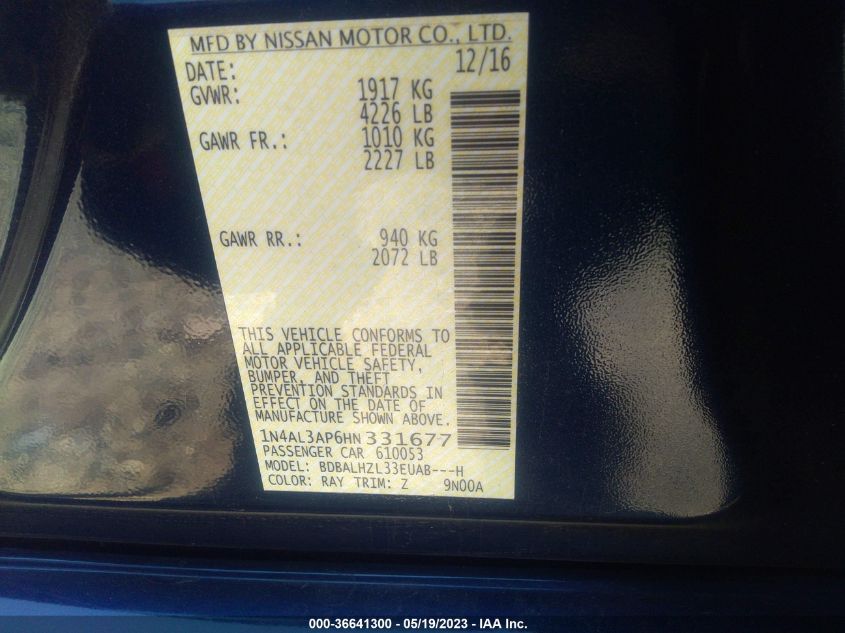 MFD BY NISSAN MOTOR CO., LTD.
DATE: 12/16
GVWR: 1917 KG
4226 LB
GAWR FR.: 1010 KG
2227 LB
GAWR RR.: 940 KG
2072 LB
THIS VEHICLE CONFORMS TO
ALL APPLICABLE FEDERAL
MOTOR VEHICLE SAFETY,
BUMPER, AND THEFT
PREVENTION STANDARDS IN
EFFECT ON THE DATE OF
MANUFACTURE SHOWN ABOVE.
1N4AL3AP6HN331677
PASSENGER CAR 610053
MODEL: BDBALHZL33EUAB---H
COLOR: RAY TRIM: Z 9N00A
000-36641300 - 05/19/2023 - IAA Inc.